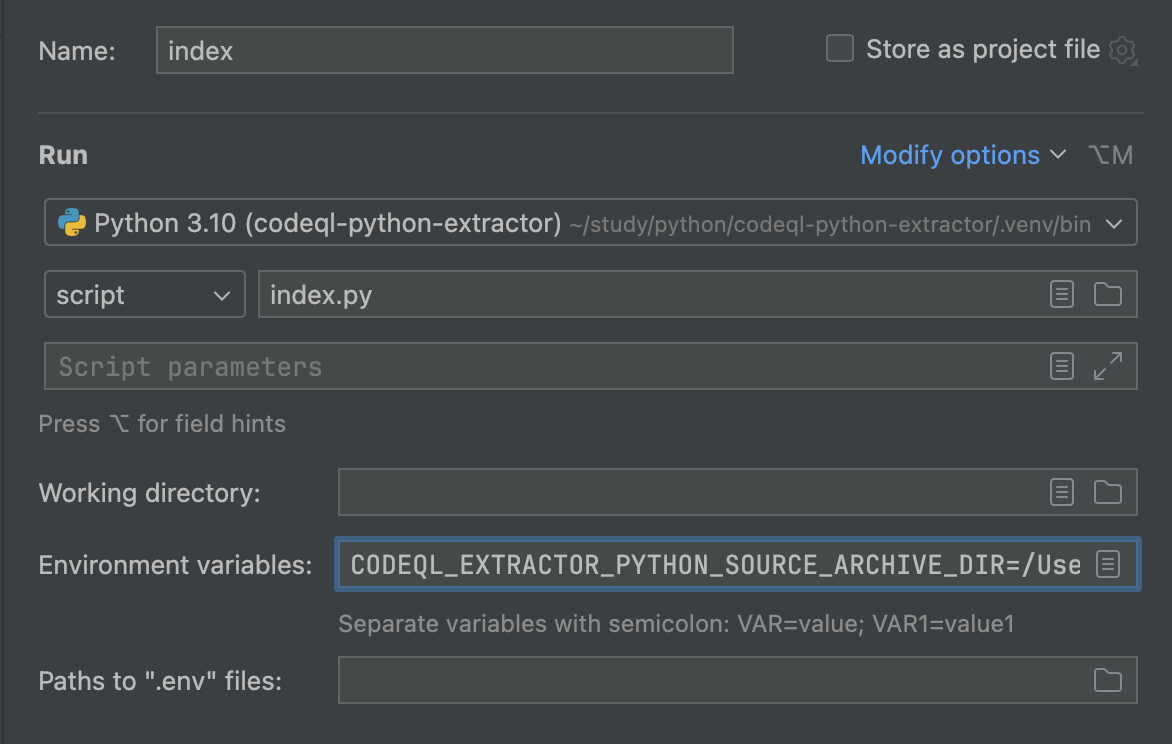 Name: index Store as project file
Run Modify options ⌥M
Python 3.10 (codeql-python-extractor) ~/study/python/codeql-python-extractor/.venv/bin
script index.py
Script parameters
Press ⌥ for field hints
Working directory:
Environment variables: CODEQL_EXTRACTOR_PYTHON_SOURCE_ARCHIVE_DIR=/Use
Separate variables with semicolon: VAR=value; VAR1=value1
Paths to ".env" files: